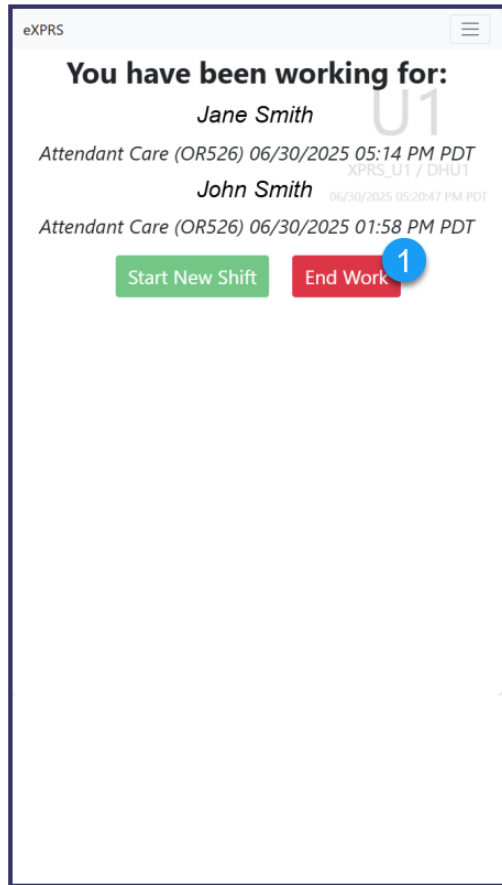 eXPRS
You have been working for:
U1
Jane Smith
Attendant Care (OR526) 06/30/2025 05:14 PM PDT
XPRS_U1 / DHU1
John Smith
06/30/2025 05:20:47 PM PDT
Attendant Care (OR526) 06/30/2025 01:58 PM PDT
Start New Shift
End Work
1